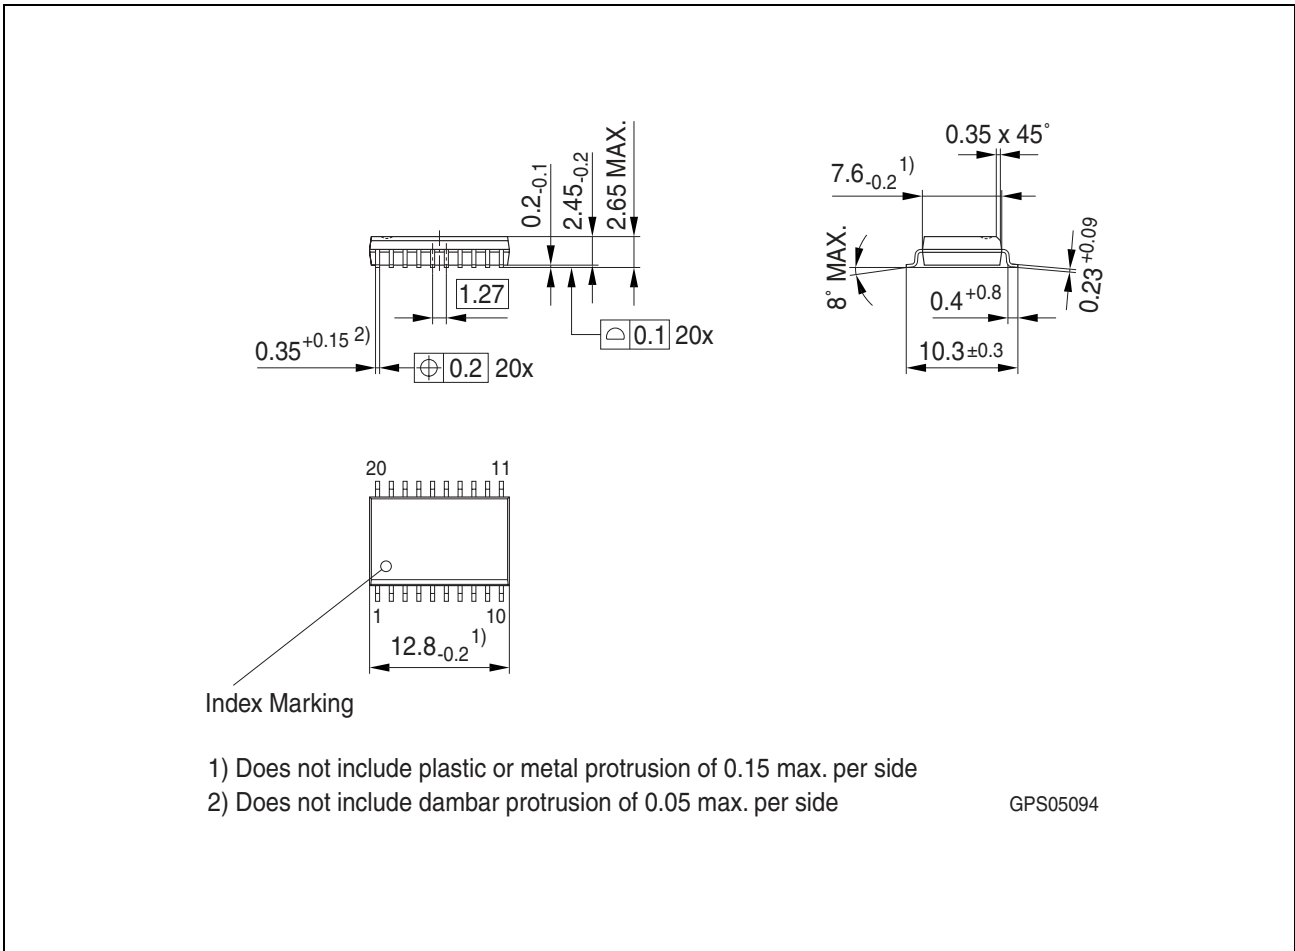 0.35 x 45°
7.6 -0.2 1)
0.2 -0.1
2.45 -0.2
2.65 MAX.
8° MAX.
0.23 +0.09
1.27
0.4 +0.8
0.1 20x
0.35 +0.15 2)
10.3 ±0.3
0.2 20x
20 11
1 10
12.8 -0.2 1)
Index Marking
1) Does not include plastic or metal protrusion of 0.15 max. per side
2) Does not include dambar protrusion of 0.05 max. per side
GPS05094